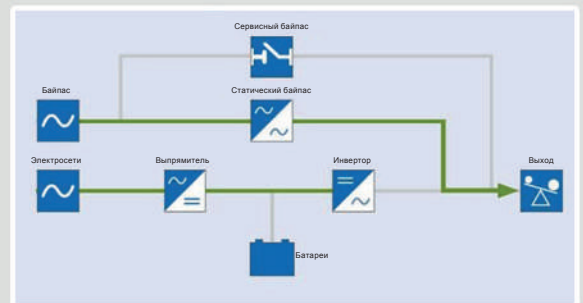 Сервисный байпас
Байпас
Статический байпас
Электросети
Выпрямитель
Инвертор
Выход
Батареи